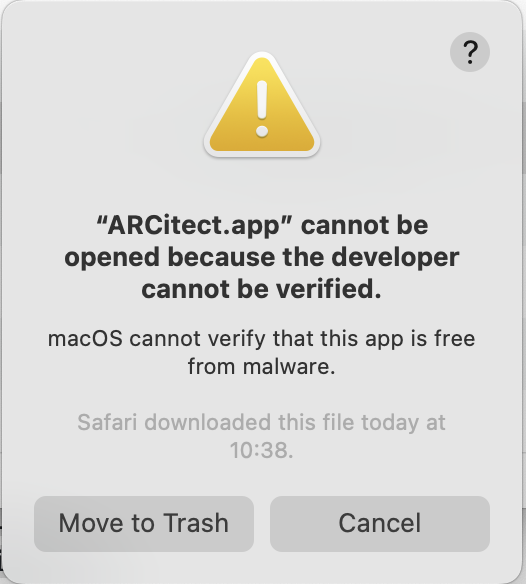 ?
“ARCitect.app” cannot be
opened because the developer
cannot be verified.
macOS cannot verify that this app is free
from malware.
Safari downloaded this file today at
10:38.
Move to Trash
Cancel